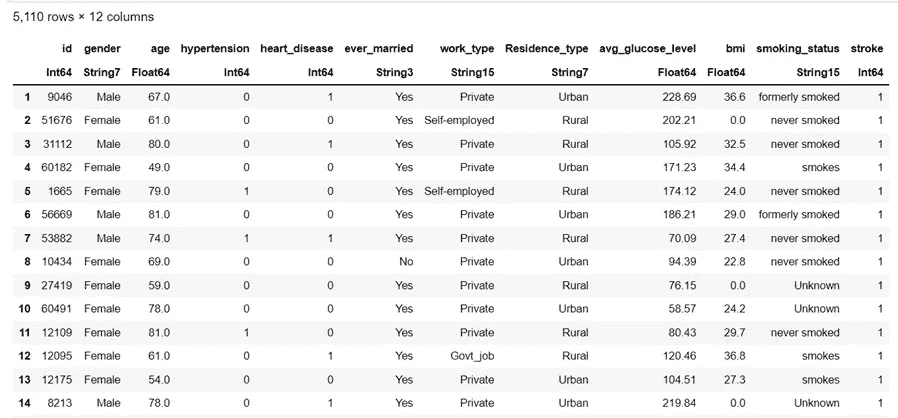 5,110 rows × 12 columns
id gender age hypertension heart_disease ever_married work_type Residence_type avg_glucose_level bmi smoking_status stroke
Int64 String7 Float64 Int64 Int64 String3 String15 String7 Float64 Float64 String15 Int64
1 9046 Male 67.0 0 1 Yes Private Urban 228.69 36.6 formerly smoked 1
2 51676 Female 61.0 0 0 Yes Self-employed Rural 202.21 0.0 never smoked 1
3 31112 Male 80.0 0 1 Yes Private Rural 105.92 32.5 never smoked 1
4 60182 Female 49.0 0 0 Yes Private Urban 171.23 34.4 smokes 1
5 1665 Female 79.0 1 0 Yes Self-employed Rural 174.12 24.0 never smoked 1
6 56669 Male 81.0 0 0 Yes Private Urban 186.21 29.0 formerly smoked 1
7 53882 Male 74.0 1 1 Yes Private Rural 70.09 27.4 never smoked 1
8 10434 Female 69.0 0 0 No Private Urban 94.39 22.8 never smoked 1
9 27419 Female 59.0 0 0 Yes Private Rural 76.15 0.0 Unknown 1
10 60491 Female 78.0 0 0 Yes Private Urban 58.57 24.2 Unknown 1
11 12109 Female 81.0 1 0 Yes Private Rural 80.43 29.7 never smoked 1
12 12095 Female 61.0 0 1 Yes Govt_job Rural 120.46 36.8 smokes 1
13 12175 Female 54.0 0 0 Yes Private Urban 104.51 27.3 smokes 1
14 8213 Male 78.0 0 1 Yes Private Urban 219.84 0.0 Unknown 1